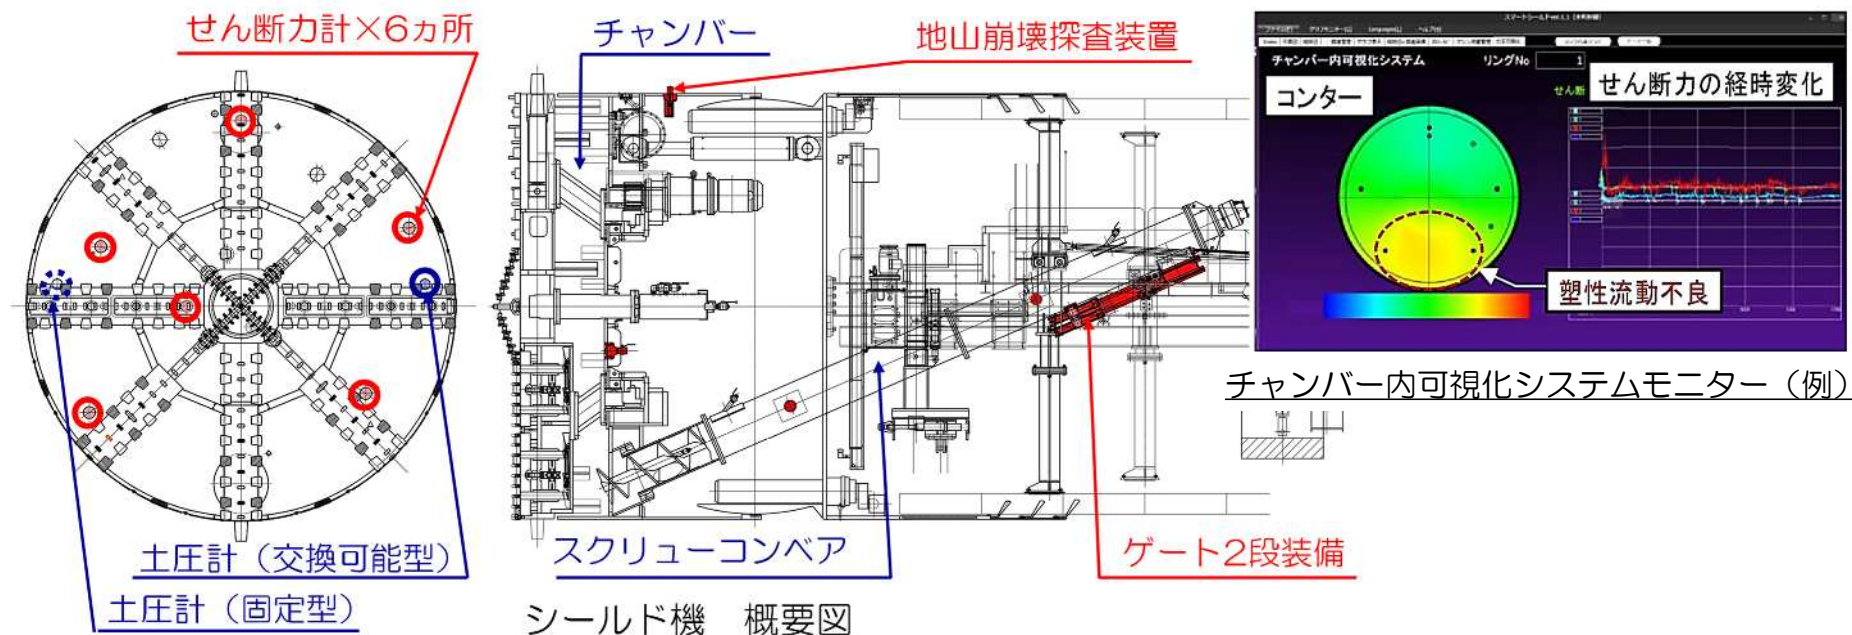 せん断力計×6ヵ所
チャンバー
地山崩壊探査装置
土圧計（交換可能型）
土圧計（固定型）
スクリューコンベア
ゲート2段装備
シールド機　概要図
チャンバー内可視化システム
リングNo
1
コンター
せん断
せん断力の経時変化
塑性流動不良
チャンバー内可視化システムモニター（例）